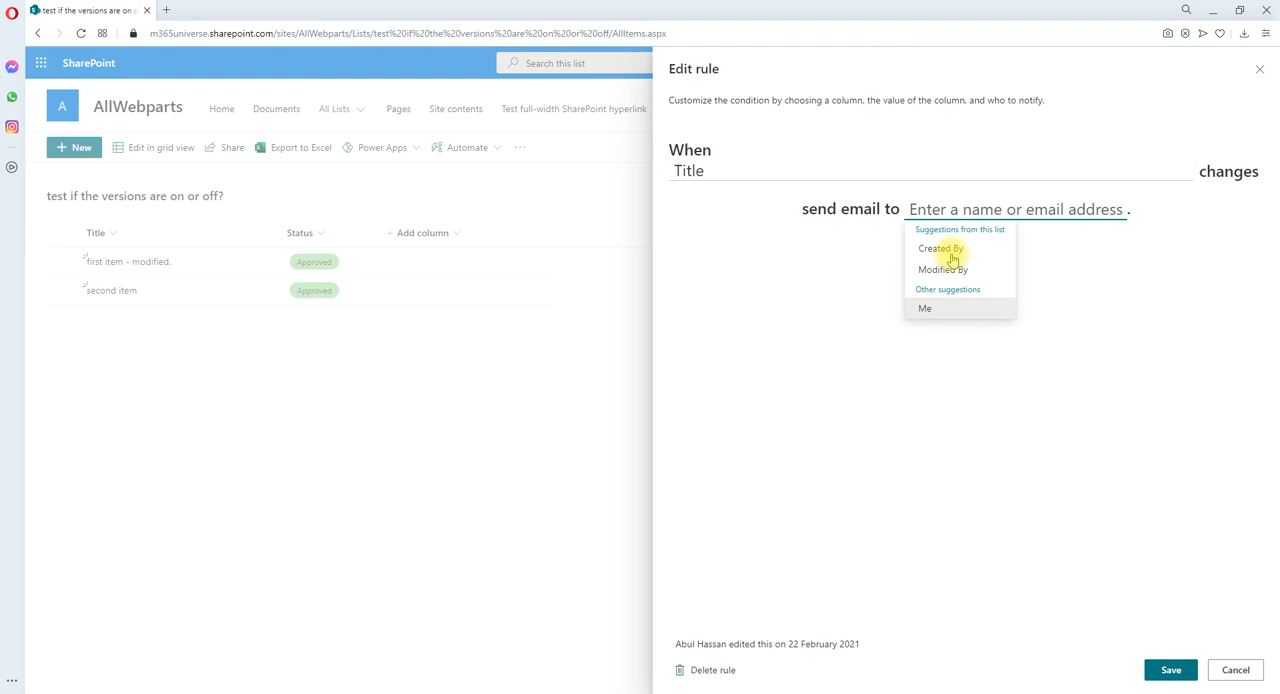 test if the versions are on o
m365universe.sharepoint.com/sites/AllWebparts/Lists/test%20if%20the%20versions%20are%20on%20or%20off/AllItems.aspx
SharePoint
Search this list
A
AllWebparts
Home
Documents
All Lists
Pages
Site contents
Test full-width SharePoint hyperlink
+ New
Edit in grid view
Share
Export to Excel
Power Apps
Automate
...
test if the versions are on or off?
Title
Status
+ Add column
first item - modified.
Approved
second item
Approved
Edit rule
Customize the condition by choosing a column, the value of the column, and who to notify.
When
Title
changes
send email to Enter a name or email address .
Suggestions from this list
Created By
Modified By
Other suggestions
Me
Abul Hassan edited this on 22 February 2021
Delete rule
Save
Cancel